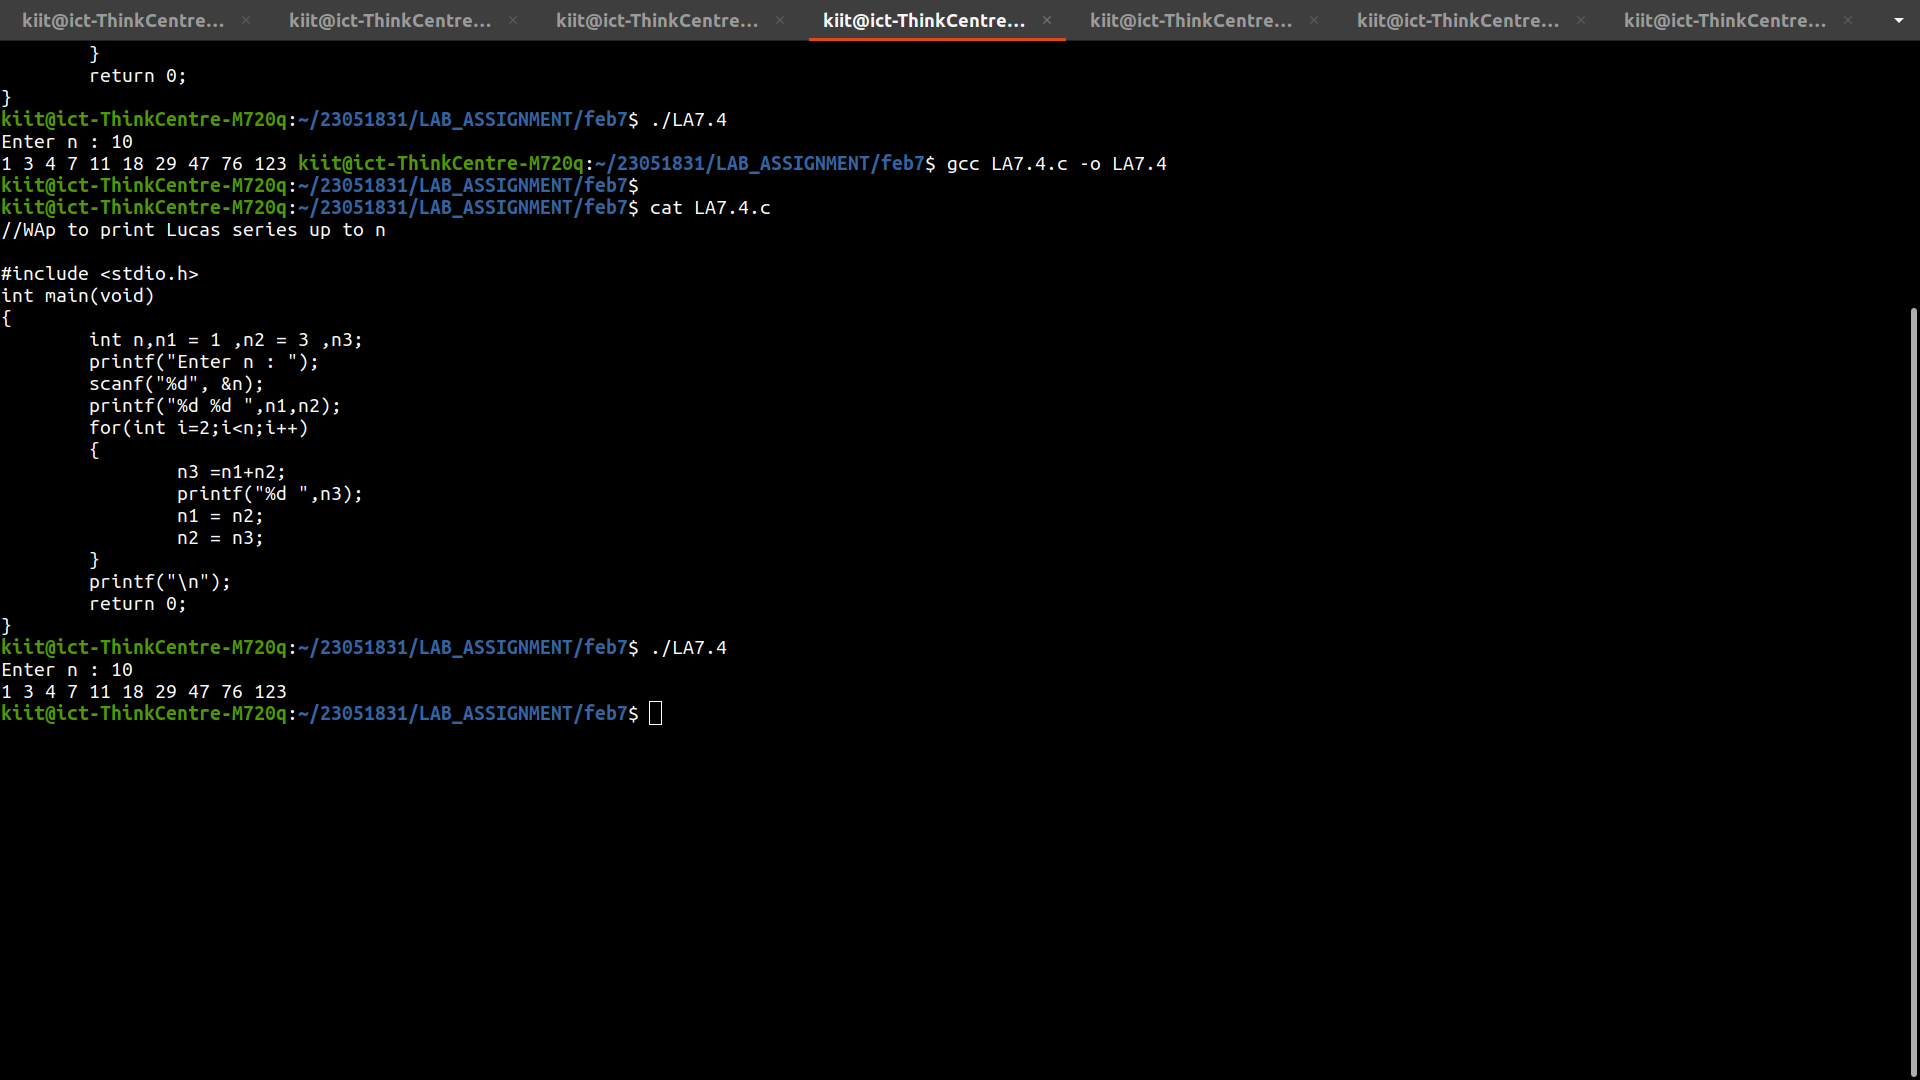 kiit@ict-ThinkCentre... × kiit@ict-ThinkCentre... × kiit@ict-ThinkCentre... × kiit@ict-ThinkCentre... × kiit@ict-ThinkCentre... × kiit@ict-ThinkCentre... × kiit@ict-ThinkCentre... ×
        }
        return 0;
}
kiit@ict-ThinkCentre-M720q:~/23051831/LAB_ASSIGNMENT/feb7$ ./LA7.4
Enter n : 10
1 3 4 7 11 18 29 47 76 123 kiit@ict-ThinkCentre-M720q:~/23051831/LAB_ASSIGNMENT/feb7$ gcc LA7.4.c -o LA7.4
kiit@ict-ThinkCentre-M720q:~/23051831/LAB_ASSIGNMENT/feb7$
kiit@ict-ThinkCentre-M720q:~/23051831/LAB_ASSIGNMENT/feb7$ cat LA7.4.c
//WAp to print Lucas series up to n

#include <stdio.h>
int main(void)
{
        int n,n1 = 1 ,n2 = 3 ,n3;
        printf("Enter n : ");
        scanf("%d", &n);
        printf("%d %d ",n1,n2);
        for(int i=2;i<n;i++)
        {
                n3 =n1+n2;
                printf("%d ",n3);
                n1 = n2;
                n2 = n3;
        }
        printf("\n");
        return 0;
}
kiit@ict-ThinkCentre-M720q:~/23051831/LAB_ASSIGNMENT/feb7$ ./LA7.4
Enter n : 10
1 3 4 7 11 18 29 47 76 123
kiit@ict-ThinkCentre-M720q:~/23051831/LAB_ASSIGNMENT/feb7$